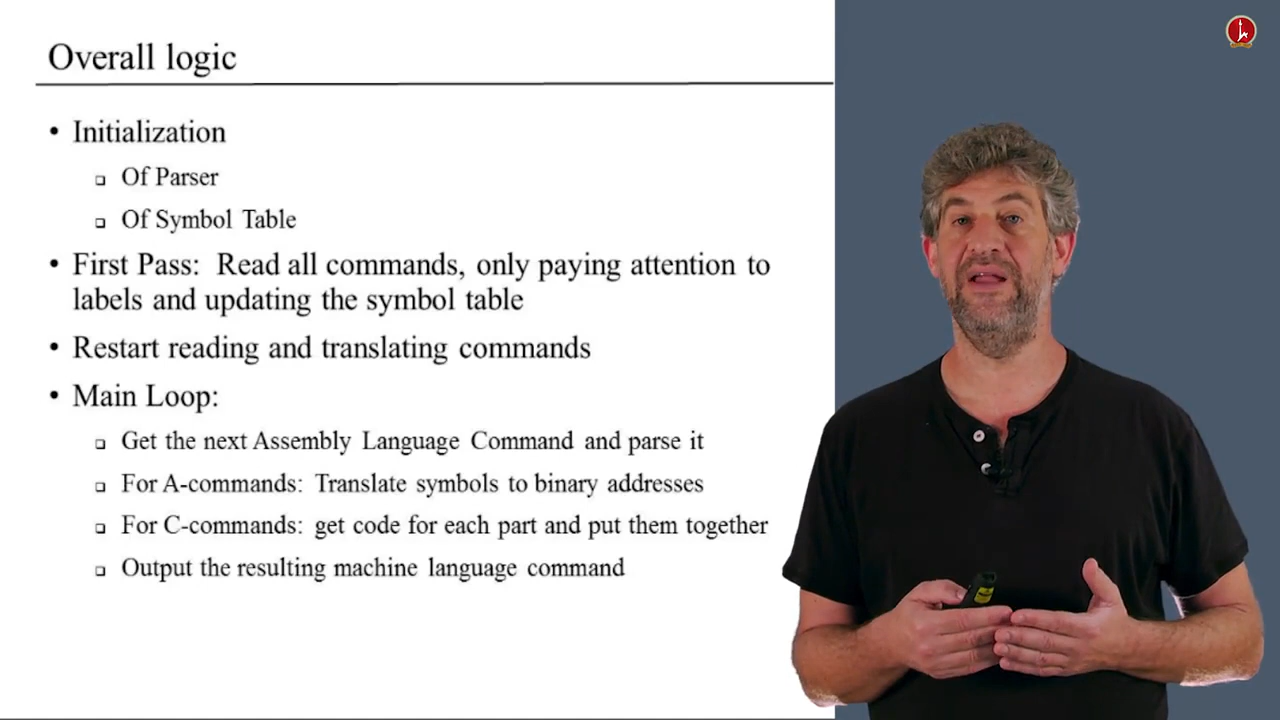 Overall logic
• Initialization
❑ Of Parser
❑ Of Symbol Table
• First Pass: Read all commands, only paying attention to
labels and updating the symbol table
• Restart reading and translating commands
• Main Loop:
❑ Get the next Assembly Language Command and parse it
❑ For A-commands: Translate symbols to binary addresses
❑ For C-commands: get code for each part and put them together
❑ Output the resulting machine language command